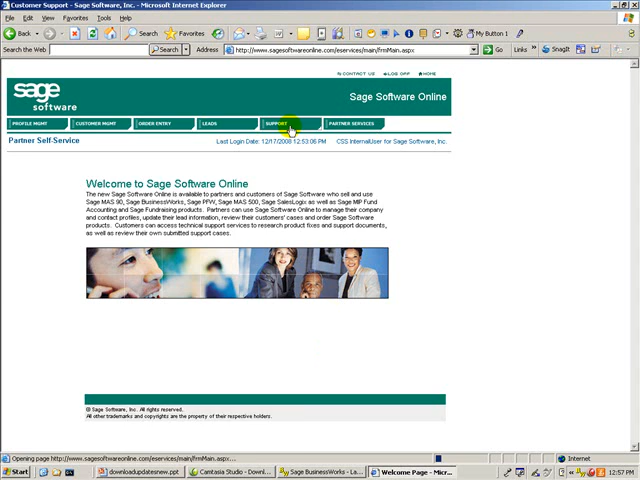 Customer Support - Sage Software, Inc. - Microsoft Internet Explorer
File Edit View Favorites Tools Help
Back Search Favorites My Button 1
Search the Web Search Address http://www.sagesoftwareonline.com/eservices/main/frmMain.aspx Go Links SnagIt
CONTACT US LOG OFF HOME
sage software
Sage Software Online
PROFILE MGMT CUSTOMER MGMT ORDER ENTRY LEADS SUPPORT PARTNER SERVICES
Partner Self-Service Last Login Date: 12/17/2008 12:53:06 PM CSS InternalUser for Sage Software, Inc.
Welcome to Sage Software Online
The new Sage Software Online is available to partners and customers of Sage Software who sell and use
Sage MAS 90, Sage BusinessWorks, Sage PFW, Sage MAS 500, Sage SalesLogix as well as Sage MIP Fund
Accounting and Sage Fundraising products. Partners can use Sage Software Online to manage their company
and contact profiles, update their lead information, review their customers' cases and order Sage Software
products. Customers can access technical support services to research product fixes and support documents,
as well as review their own submitted support cases.
© Sage Software, Inc. All rights reserved.
All other trademarks and copyrights are the property of their respective holders.
Opening page http://www.sagesoftwareonline.com/eservices/main/frmMain.aspx... Internet
Start downloadupdatesnew.ppt Camtasia Studio - Downl... Sage BusinessWorks - La... Welcome Page - Micr... 12:57 PM